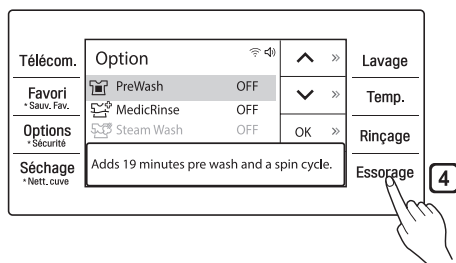 Télécom.
Favori
* Sauv. Fav.
Options
* Sécurité
Séchage
* Nett. cuve
Option
PreWash OFF
MedicRinse OFF
Steam Wash OFF
Adds 19 minutes pre wash and a spin cycle.
»
»
OK »
Lavage
Temp.
Rinçage
Essorage
4